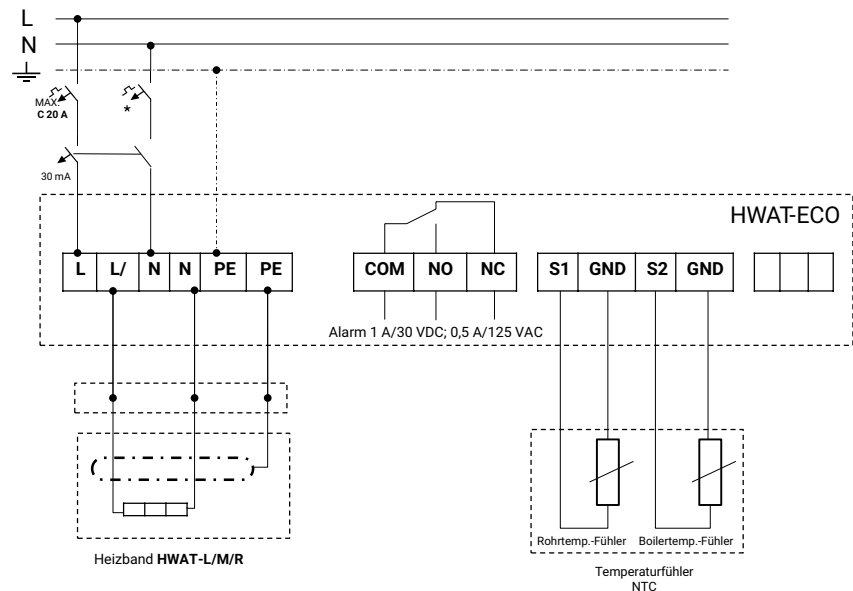 L
N
MAX.
C 20 A
*
30 mA
HWAT-ECO
L L/ N N PE PE
COM NO NC
S1 GND S2 GND
Alarm 1 A/30 VDC; 0,5 A/125 VAC
Rohrtemp.-Fühler Boilertemp.-Fühler
Heizband HWAT-L/M/R
Temperaturfühler
NTC